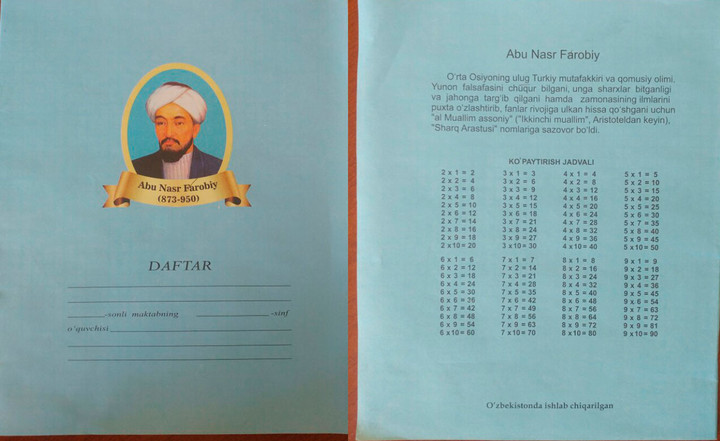 Abu Nasr Fárobiy
(873-950)
DAFTAR
-sonli maktabning -sinf
o'quvchisi
Abu Nasr Fárobiy
O'rta Osiyoning ulug Turkiy mutafakkiri va qomusiy olimi.
Yunon falsafasini chüqur bilgani, unga sharxlar bitganligi
va jahonga targ'ib qilgani hamda zamonasining ilmlarini
puxta o'zlashtirib, fanlar rivojiga ulkan hissa qo'shgani uchun
"al Muallim assoniy" ("Ikkinchi muallim", Aristoteldan keyin),
"Sharq Arastusi" nomlariga sazovor bo'ldi.
KO'PAYTIRISH JADVALI
2 x 1 = 2 3 x 1 = 3 4 x 1 = 4 5 x 1 = 5
2 x 2 = 4 3 x 2 = 6 4 x 2 = 8 5 x 2 = 10
2 x 3 = 6 3 x 3 = 9 4 x 3 = 12 5 x 3 = 15
2 x 4 = 8 3 x 4 = 12 4 x 4 = 16 5 x 4 = 20
2 x 5 = 10 3 x 5 = 15 4 x 5 = 20 5 x 5 = 25
2 x 6 = 12 3 x 6 = 18 4 x 6 = 24 5 x 6 = 30
2 x 7 = 14 3 x 7 = 21 4 x 7 = 28 5 x 7 = 35
2 x 8 = 16 3 x 8 = 24 4 x 8 = 32 5 x 8 = 40
2 x 9 = 18 3 x 9 = 27 4 x 9 = 36 5 x 9 = 45
2 x10 = 20 3 x10 = 30 4 x10 = 40 5 x10 = 50
6 x 1 = 6 7 x 1 = 7 8 x 1 = 8 9 x 1 = 9
6 x 2 = 12 7 x 2 = 14 8 x 2 = 16 9 x 2 = 18
6 x 3 = 18 7 x 3 = 21 8 x 3 = 24 9 x 3 = 27
6 x 4 = 24 7 x 4 = 28 8 x 4 = 32 9 x 4 = 36
6 x 5 = 30 7 x 5 = 35 8 x 5 = 40 9 x 5 = 45
6 x 6 = 36 7 x 6 = 42 8 x 6 = 48 9 x 6 = 54
6 x 7 = 42 7 x 7 = 49 8 x 7 = 56 9 x 7 = 63
6 x 8 = 48 7 x 8 = 56 8 x 8 = 64 9 x 8 = 72
6 x 9 = 54 7 x 9 = 63 8 x 9 = 72 9 x 9 = 81
6 x10 = 60 7 x10 = 70 8 x10 = 80 9 x10 = 90
O'zbekistonda ishlab chiqarilgan